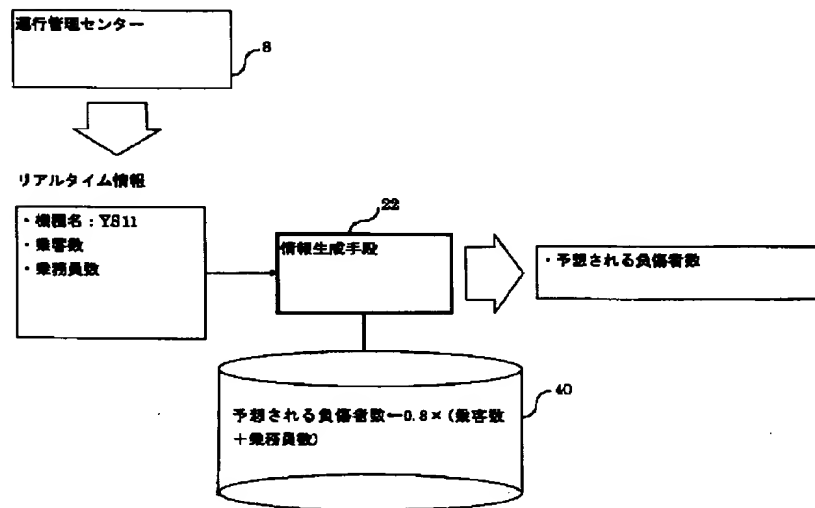 運行管理センター
8
リアルタイム情報
・機種名：YS11
・乗客数
・乗務員数
22
情報生成手段
・予想される負傷者数
40
予想される負傷者数←0.8×(乗客数
＋乗務員数)